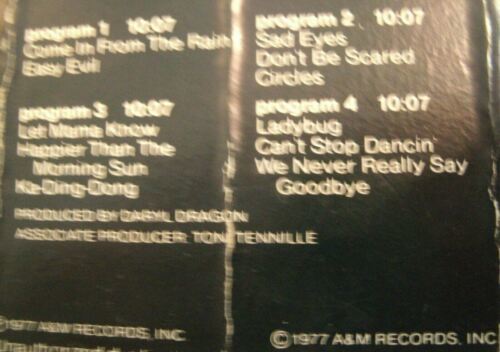 program 1 10:07
Come In From The Rain
Easy Evil
program 2 10:07
Sad Eyes
Don't Be Scared
Circles
program 3 10:07
Let Mama Know
Happier Than The
Morning Sun
Ka-Ding-Dong
program 4 10:07
Ladybug
Can't Stop Dancin'
We Never Really Say
Goodbye
PRODUCED BY DARYL DRAGON
ASSOCIATE PRODUCER: TONI TENNILLE
©1977 A&M RECORDS, INC.
©1977 A&M RECORDS, INC.